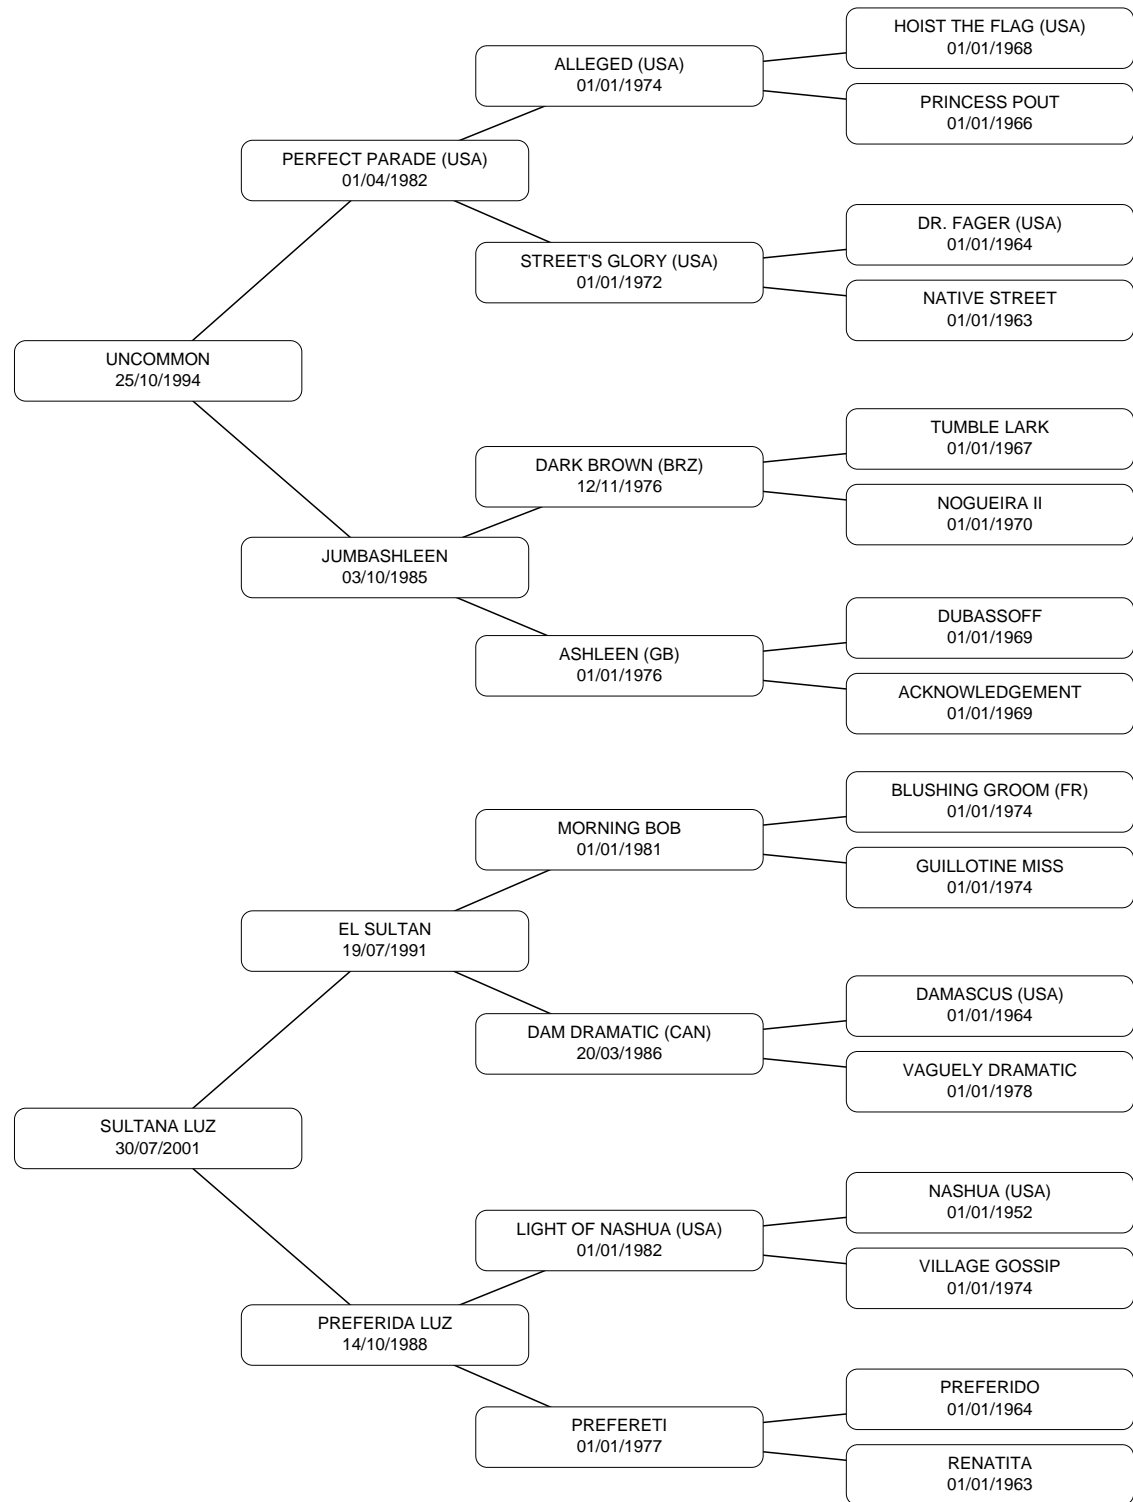 HOIST THE FLAG (USA)
01/01/1968
ALLEGED (USA)
01/01/1974
PRINCESS POUT
01/01/1966
PERFECT PARADE (USA)
01/04/1982
DR. FAGER (USA)
01/01/1964
STREET'S GLORY (USA)
01/01/1972
NATIVE STREET
01/01/1963
UNCOMMON
25/10/1994
TUMBLE LARK
01/01/1967
DARK BROWN (BRZ)
12/11/1976
NOGUEIRA II
01/01/1970
JUMBASHLEEN
03/10/1985
DUBASSOFF
01/01/1969
ASHLEEN (GB)
01/01/1976
ACKNOWLEDGEMENT
01/01/1969
BLUSHING GROOM (FR)
01/01/1974
MORNING BOB
01/01/1981
GUILLOTINE MISS
01/01/1974
EL SULTAN
19/07/1991
DAMASCUS (USA)
01/01/1964
DAM DRAMATIC (CAN)
20/03/1986
VAGUELY DRAMATIC
01/01/1978
SULTANA LUZ
30/07/2001
NASHUA (USA)
01/01/1952
LIGHT OF NASHUA (USA)
01/01/1982
VILLAGE GOSSIP
01/01/1974
PREFERIDA LUZ
14/10/1988
PREFERIDO
01/01/1964
PREFERETI
01/01/1977
RENATITA
01/01/1963